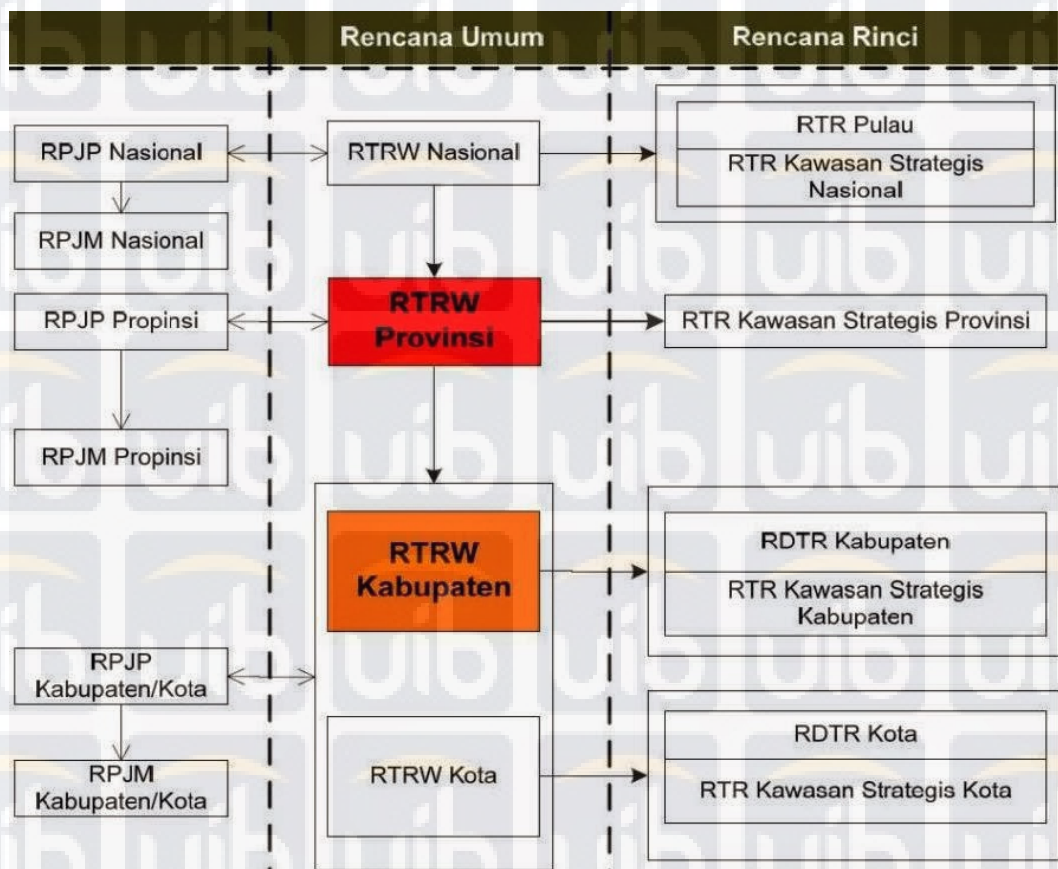 Rencana Umum
Rencana Rinci
RPJP Nasional
RTRW Nasional
RTR Pulau
RTR Kawasan Strategis
Nasional
RPJM Nasional
RPJP Propinsi
RTRW
Provinsi
RTR Kawasan Strategis Provinsi
RPJM Propinsi
RTRW
Kabupaten
RDTR Kabupaten
RTR Kawasan Strategis
Kabupaten
RPJP
Kabupaten/Kota
RPJM
Kabupaten/Kota
RTRW Kota
RDTR Kota
RTR Kawasan Strategis Kota
uib